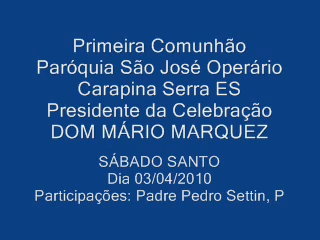 Primeira Comunhão
Paróquia São José Operário
Carapina Serra ES
Presidente da Celebração
DOM MÁRIO MARQUEZ
SÁBADO SANTO
Dia 03/04/2010
Participações: Padre Pedro Settin, P